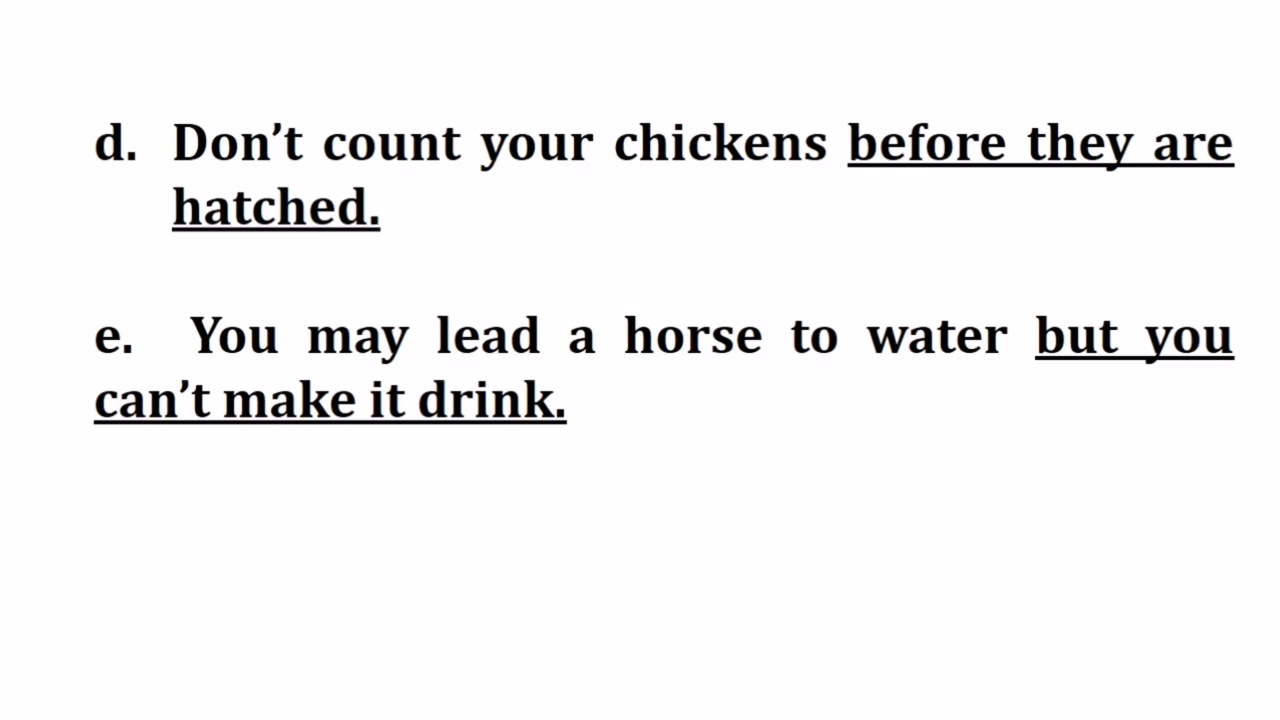 d. Don’t count your chickens before they are
hatched.
e. You may lead a horse to water but you
can’t make it drink.